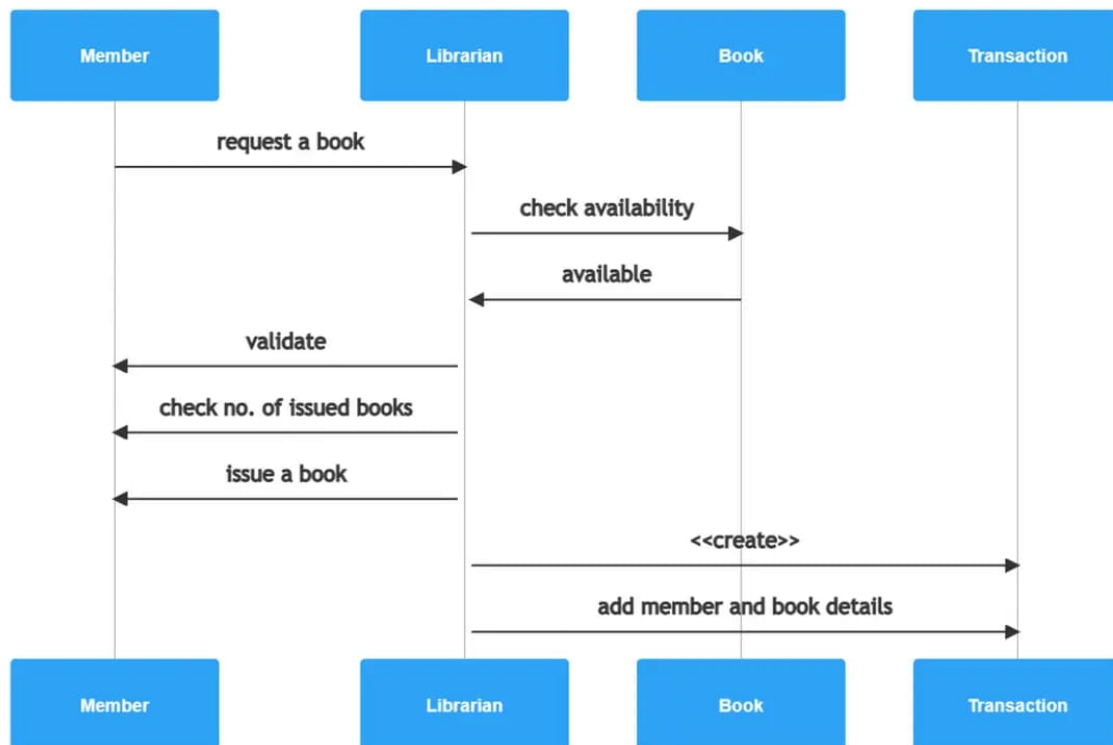 Member
Librarian
Book
Transaction
request a book
check availability
available
validate
check no. of issued books
issue a book
<<create>>
add member and book details
Member
Librarian
Book
Transaction